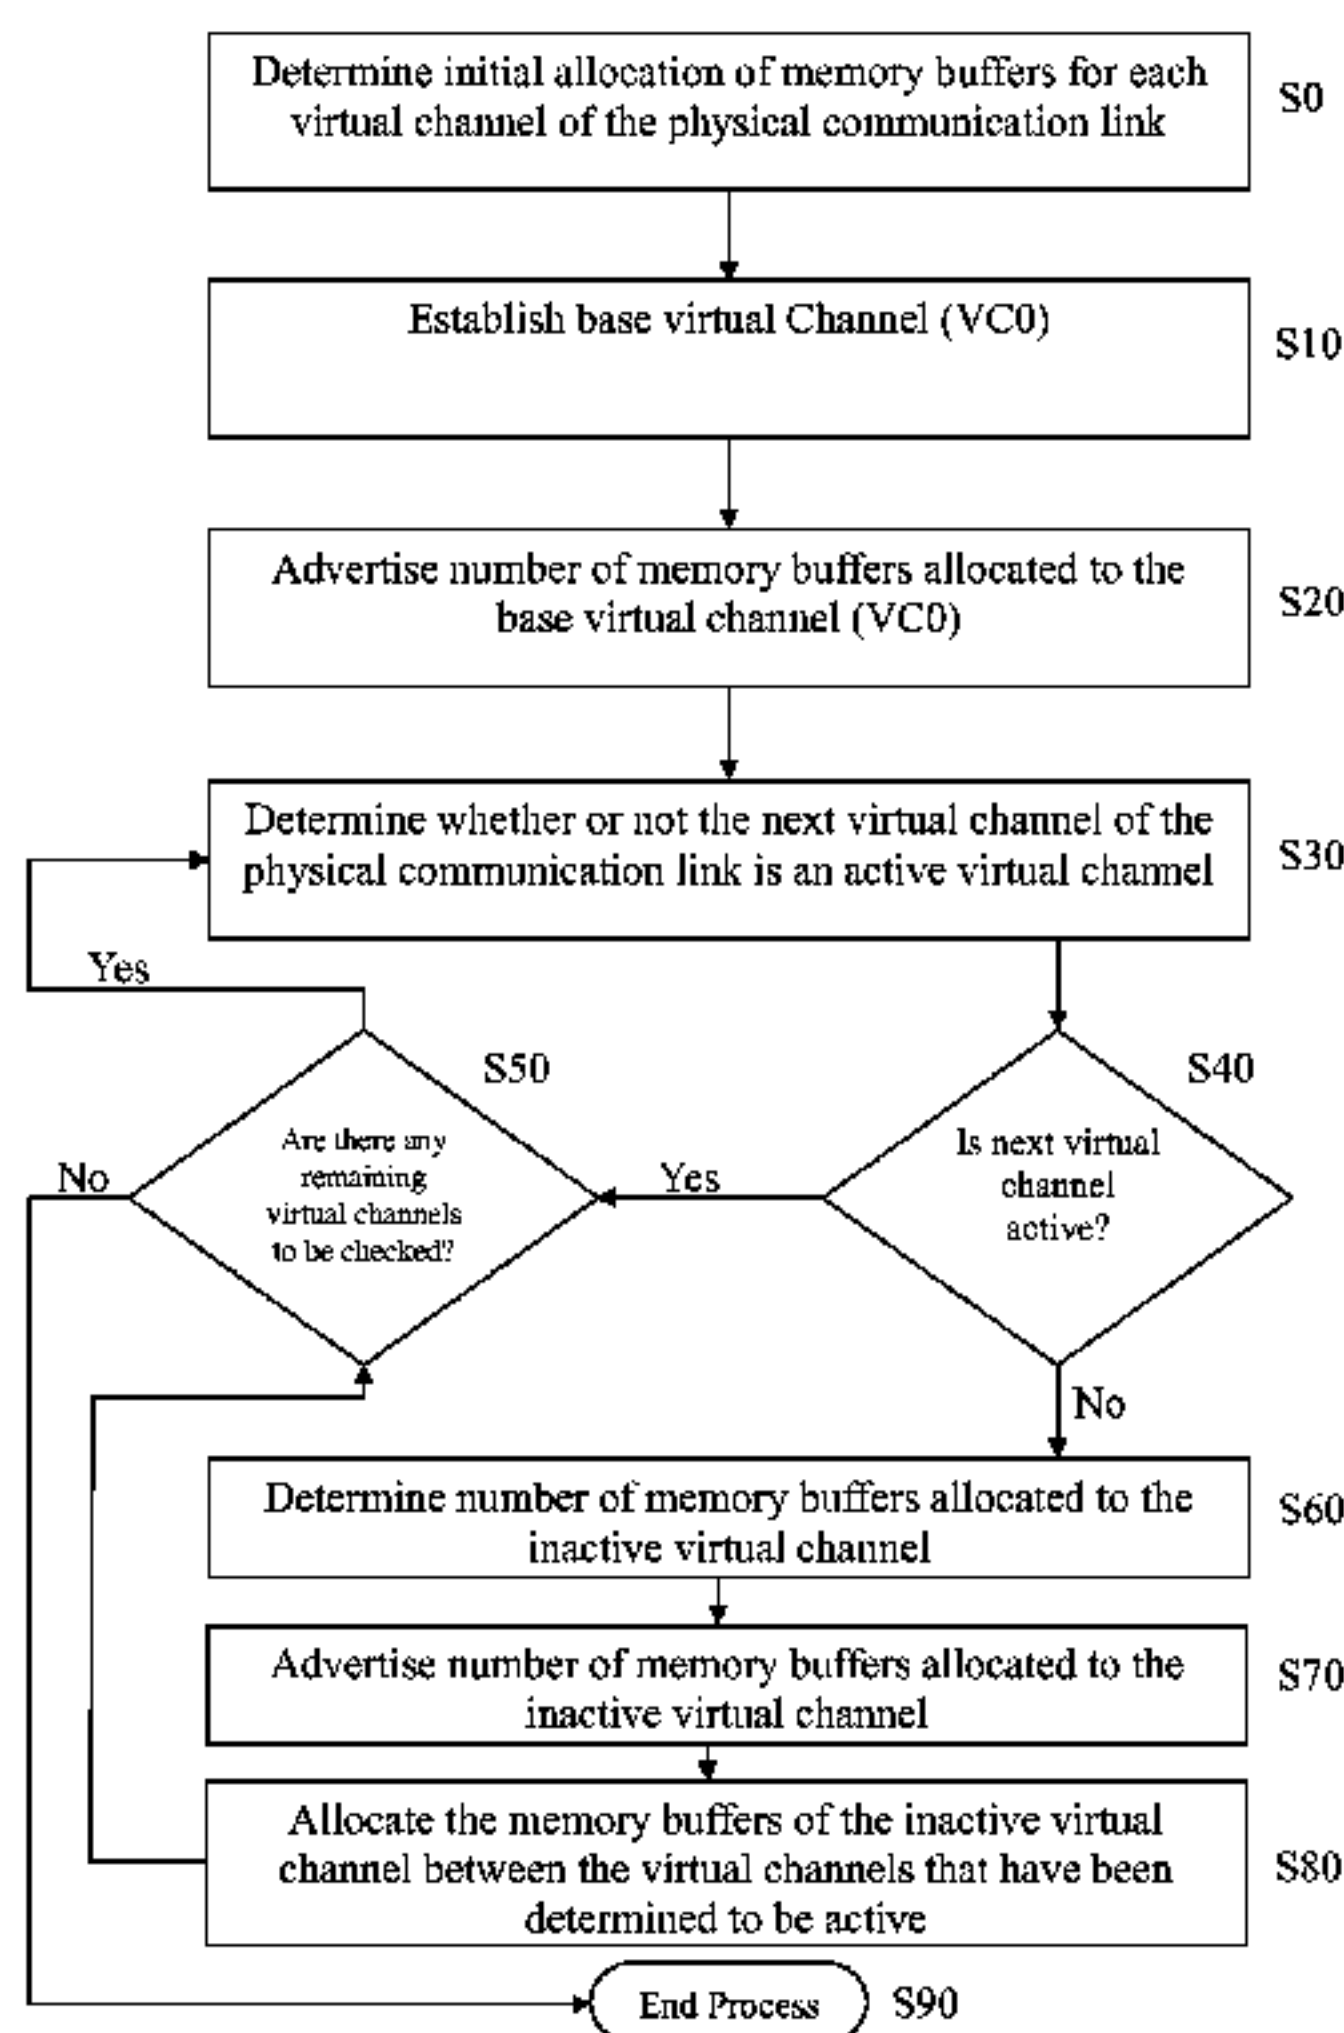 Determine initial allocation of memory buffers for each
virtual channel of the physical communication link
S0
Establish base virtual Channel (VC0)
S10
Advertise number of memory buffers allocated to the
base virtual channel (VC0)
S20
Determine whether or not the next virtual channel of the
physical communication link is an active virtual channel
S30
Yes
S50
S40
Are there any
remaining
virtual channels
to be checked?
No
Yes
Is next virtual
channel
active?
No
Determine number of memory buffers allocated to the
inactive virtual channel
S60
Advertise number of memory buffers allocated to the
inactive virtual channel
S70
Allocate the memory buffers of the inactive virtual
channel between the virtual channels that have been
determined to be active
S80
End Process
S90